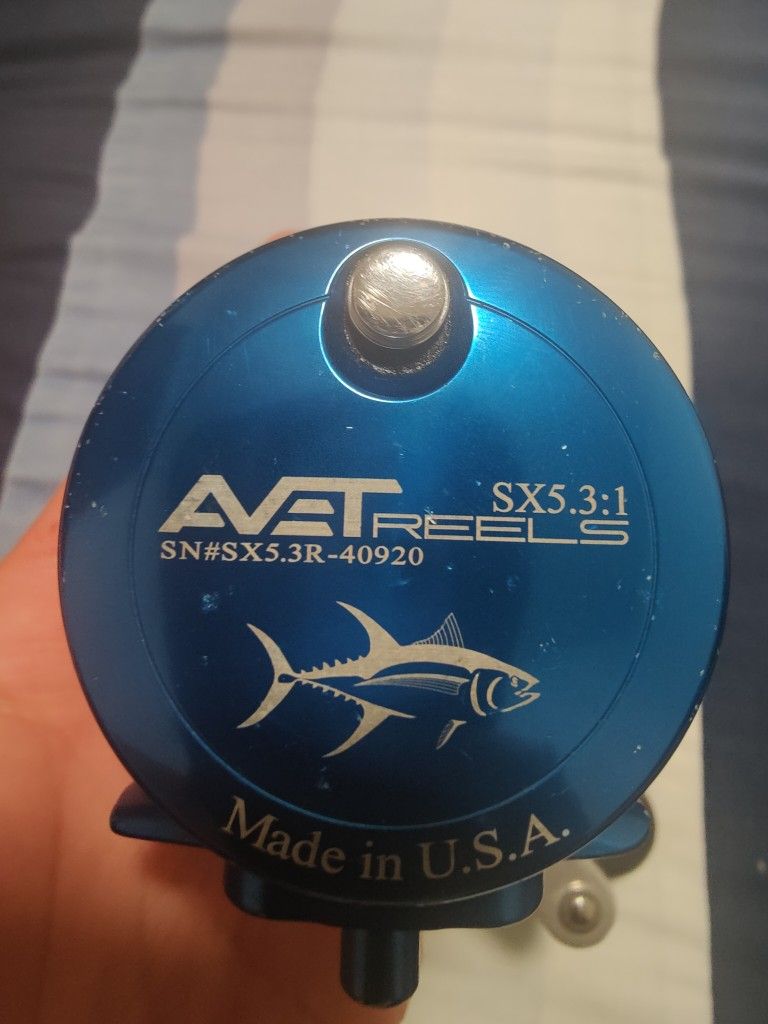 SX5.3:1
AVET REELS
SN#SX5.3R-40920
Made in U.S.A.